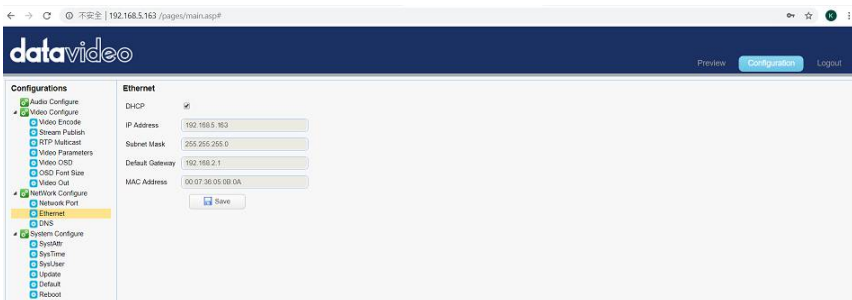 不安全 | 192.168.5.163 /pages/main.asp#
K
datavideo
Preview
Configuration
Logout
Configurations
Audio Configure
Video Configure
Video Encode
Stream Publish
RTP Multicast
Video Parameters
Video OSD
OSD Font Size
Video Out
NetWork Configure
Network Port
Ethernet
DNS
System Configure
SystAttr
SysTime
SysUser
Update
Default
Reboot
Ethernet
DHCP
IP Address 192.168.5.163
Subnet Mask 255.255.255.0
Default Gateway 192.168.2.1
MAC Address 00:07:36:05:0B:0A
Save